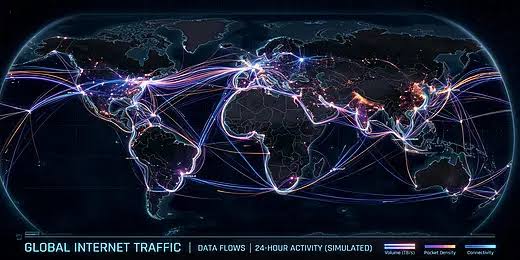 GLOBAL INTERNET TRAFFIC | DATA FLOWS | 24-HOUR ACTIVITY (SIMULATED)
Volume (TB/s) Packet Density Connectivity